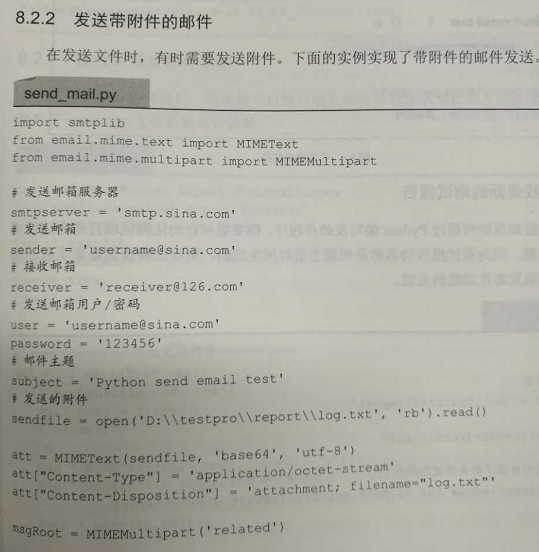 8.2.2 发送带附件的邮件
在发送文件时，有时需要发送附件。下面的实例实现了带附件的邮件发送。
send_mail.py
import smtplib
from email.mime.text import MIMEText
from email.mime.multipart import MIMEMultipart
# 发送邮箱服务器
smtpserver = 'smtp.sina.com'
# 发送邮箱
sender = 'username@sina.com'
# 接收邮箱
receiver = 'receiver@126.com'
# 发送邮箱用户/密码
user = 'username@sina.com'
password = '123456'
# 邮件主题
subject = 'Python send email test'
# 发送的附件
sendfile = open('D:\\testpro\\report\\log.txt', 'rb').read()
att = MIMEText(sendfile, 'base64', 'utf-8')
att["Content-Type"] = 'application/octet-stream'
att["Content-Disposition"] = 'attachment; filename="log.txt"'
msgRoot = MIMEMultipart('related')